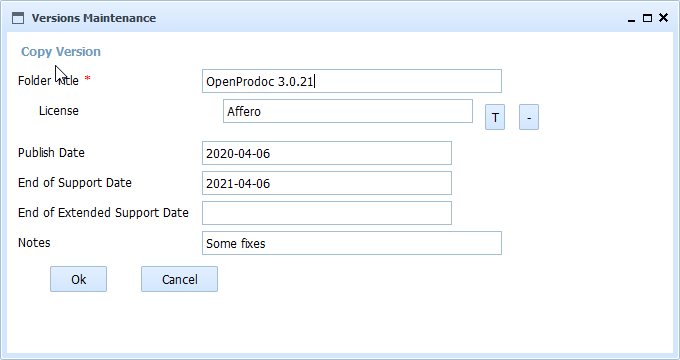 Versions Maintenance
Copy Version
Folder Title *
OpenProdoc 3.0.21
License
Affero
T
-
Publish Date
2020-04-06
End of Support Date
2021-04-06
End of Extended Support Date
Notes
Some fixes
Ok
Cancel